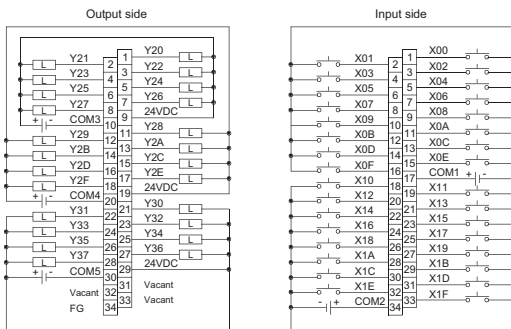 Output side
Y20
Y21 L 1 L
2 Y22
Y23 L 3 L
4 Y24
Y25 L 5 L
6 Y26
Y27 L 7 L
8 24VDC
+ - COM3 9
10 Y28
Y29 L 11 L
12 Y2A
Y2B L 13 L
14 Y2C
Y2D L 15 L
16 Y2E
Y2F L 17 L
18 24VDC
+ - COM4 19
20 Y30
Y31 L 21 L
22 Y32
Y33 L 23 L
24 Y34
Y35 L 25 L
26 Y36
Y37 L 27 L
28 24VDC
+ - COM5 29
30 Vacant
Vacant 31
32 Vacant
FG 33
34
Input side
X00
X01 1
2 X02
X03 3
4 X04
X05 5
6 X06
X07 7
8 X08
X09 9
10 X0A
X0B 11
12 X0C
X0D 13
14 X0E
X0F 15
16 COM1 + -
X10 17
18 X11
X12 19
20 X13
X14 21
22 X15
X16 23
24 X17
X18 25
26 X19
X1A 27
28 X1B
X1C 29
30 X1D
X1E 31
32 X1F
- + COM2 33
34